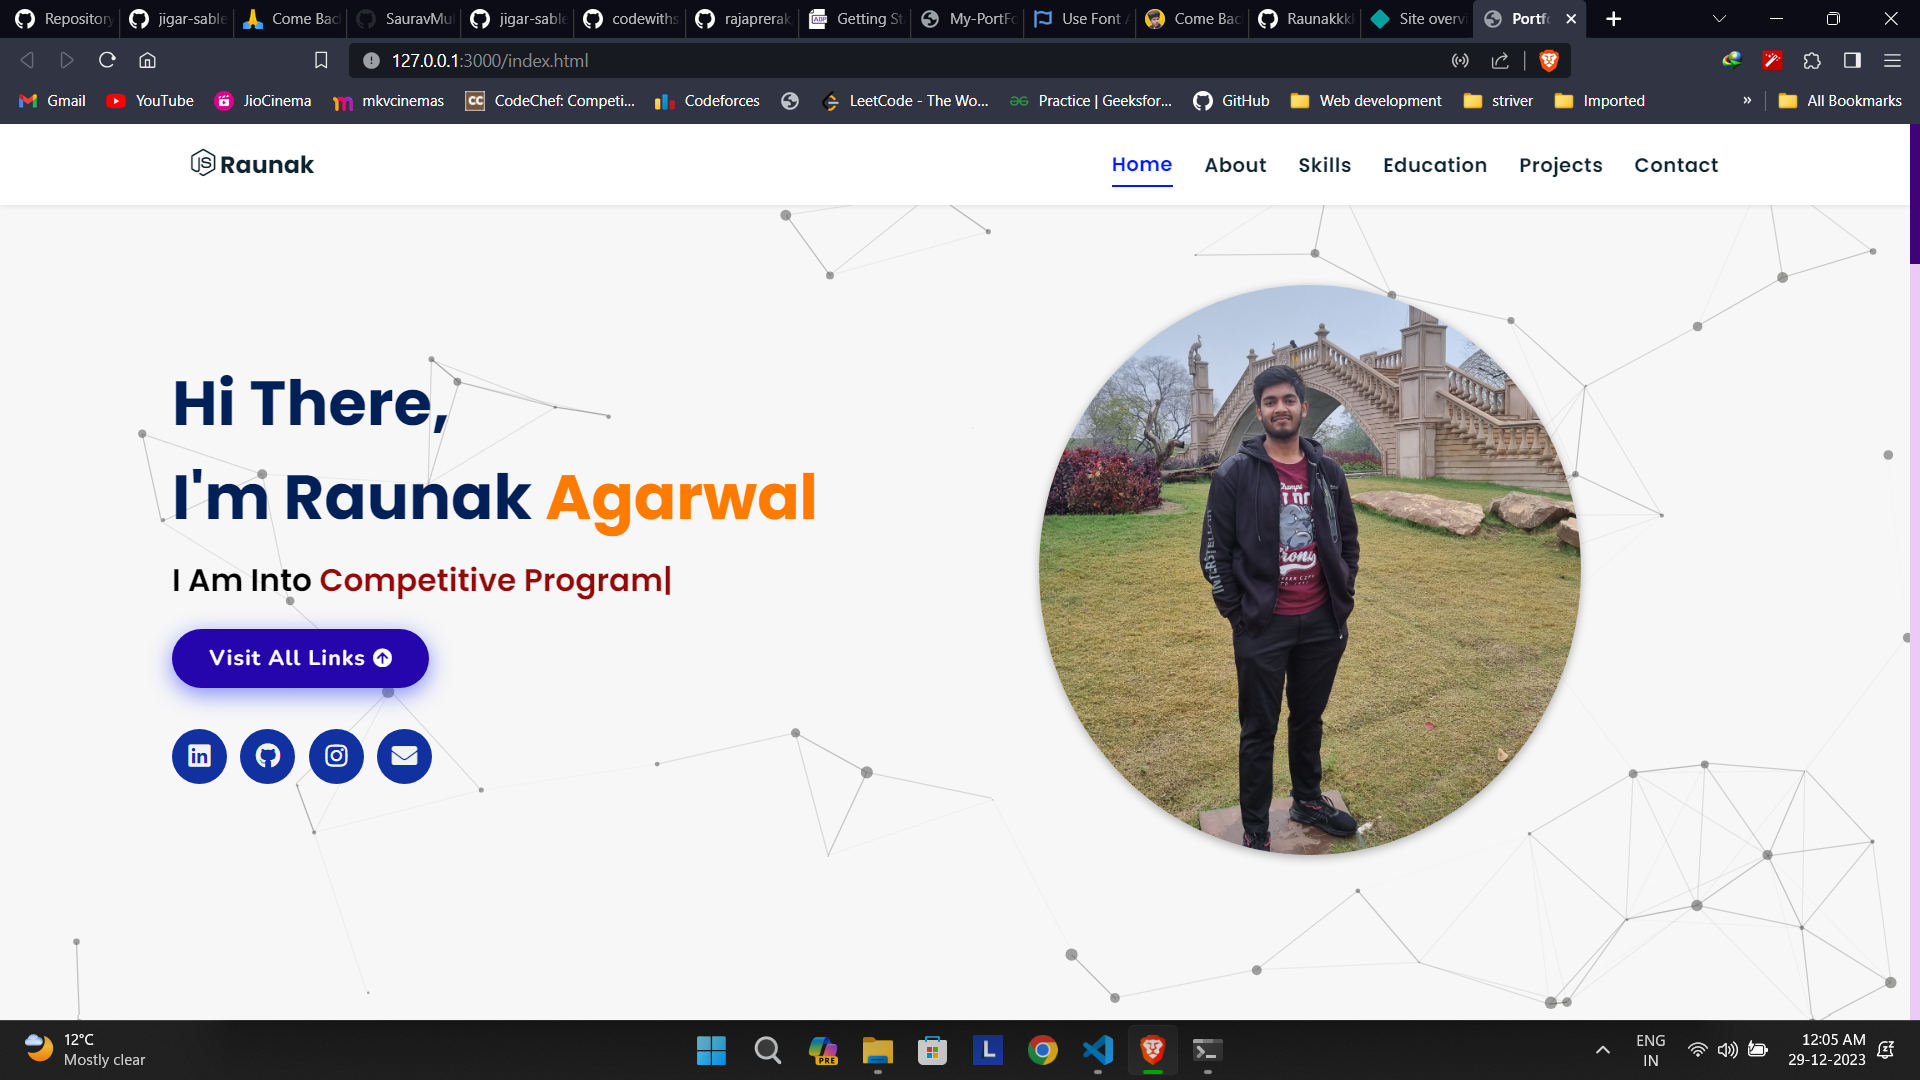 Repository
jigar-sable
Come Bac
SauravMu
jigar-sable
codewiths
rajaprerak
Getting St
My-PortFo
Use Font A
Come Bac
Raunakkk
Site overvi
Portfo
127.0.0.1:3000/index.html
Gmail
YouTube
JioCinema
mkvcinemas
CodeChef: Competi...
Codeforces
LeetCode - The Wo...
Practice | Geeksfor...
GitHub
Web development
striver
Imported
»
All Bookmarks
Raunak
Home
About
Skills
Education
Projects
Contact
Hi There,
I'm Raunak Agarwal
I Am Into Competitive Program|
Visit All Links
12°C
Mostly clear
PRE
L
ENG
IN
12:05 AM
29-12-2023